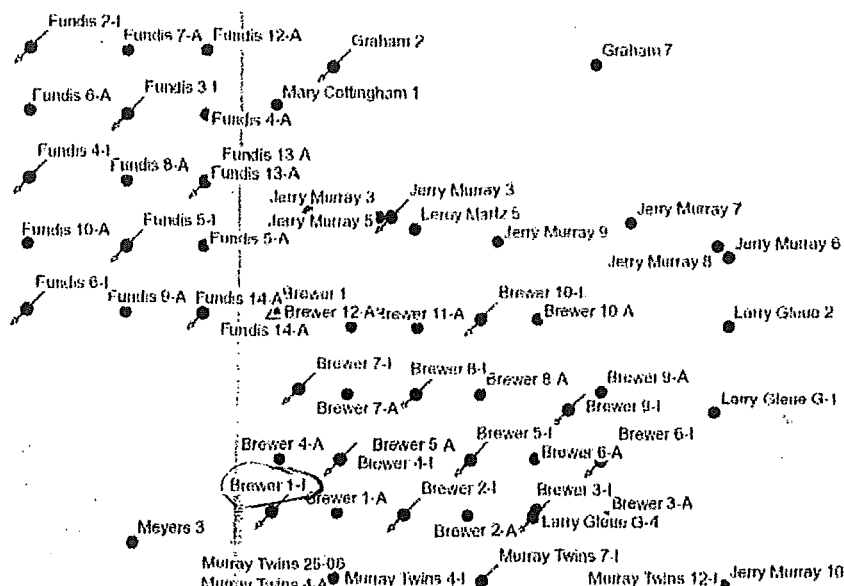 Fundis 2-I
Fundis 7-A
Fundis 12-A
Graham 2
Graham 7
Fundis 6-A
Fundis 3-I
Mary Cottingham 1
Fundis 4-A
Fundis 4-I
Fundis 8-A
Fundis 13-A
Fundis 13-A
Jerry Murray 3
Jerry Murray 3
Jerry Murray 5
Leroy Martz 5
Jerry Murray 9
Jerry Murray 7
Jerry Murray 6
Jerry Murray 8
Fundis 10-A
Fundis 5-I
Fundis 5-A
Fundis 6-I
Fundis 9-A
Fundis 14-A
Fundis 14-A
Brewer 1
Brewer 12-A
Brewer 11-A
Brewer 10-I
Brewer 10-A
Larry Gleue 2
Brewer 7-I
Brewer 7-A
Brewer 8-I
Brewer 8-A
Brewer 9-A
Brewer 9-I
Larry Gleue G-1
Brewer 4-A
Brewer 5-A
Brewer 4-I
Brewer 5-I
Brewer 6-A
Brewer 6-I
Brewer 1-I
Brewer 1-A
Brewer 2-I
Brewer 2-A
Brewer 3-I
Brewer 3-A
Larry Gleue G-4
Meyers 3
Murray Twins 7-I
Murray Twins 4-A
Murray Twins 4-I
Murray Twins 12-I
Jerry Murray 10